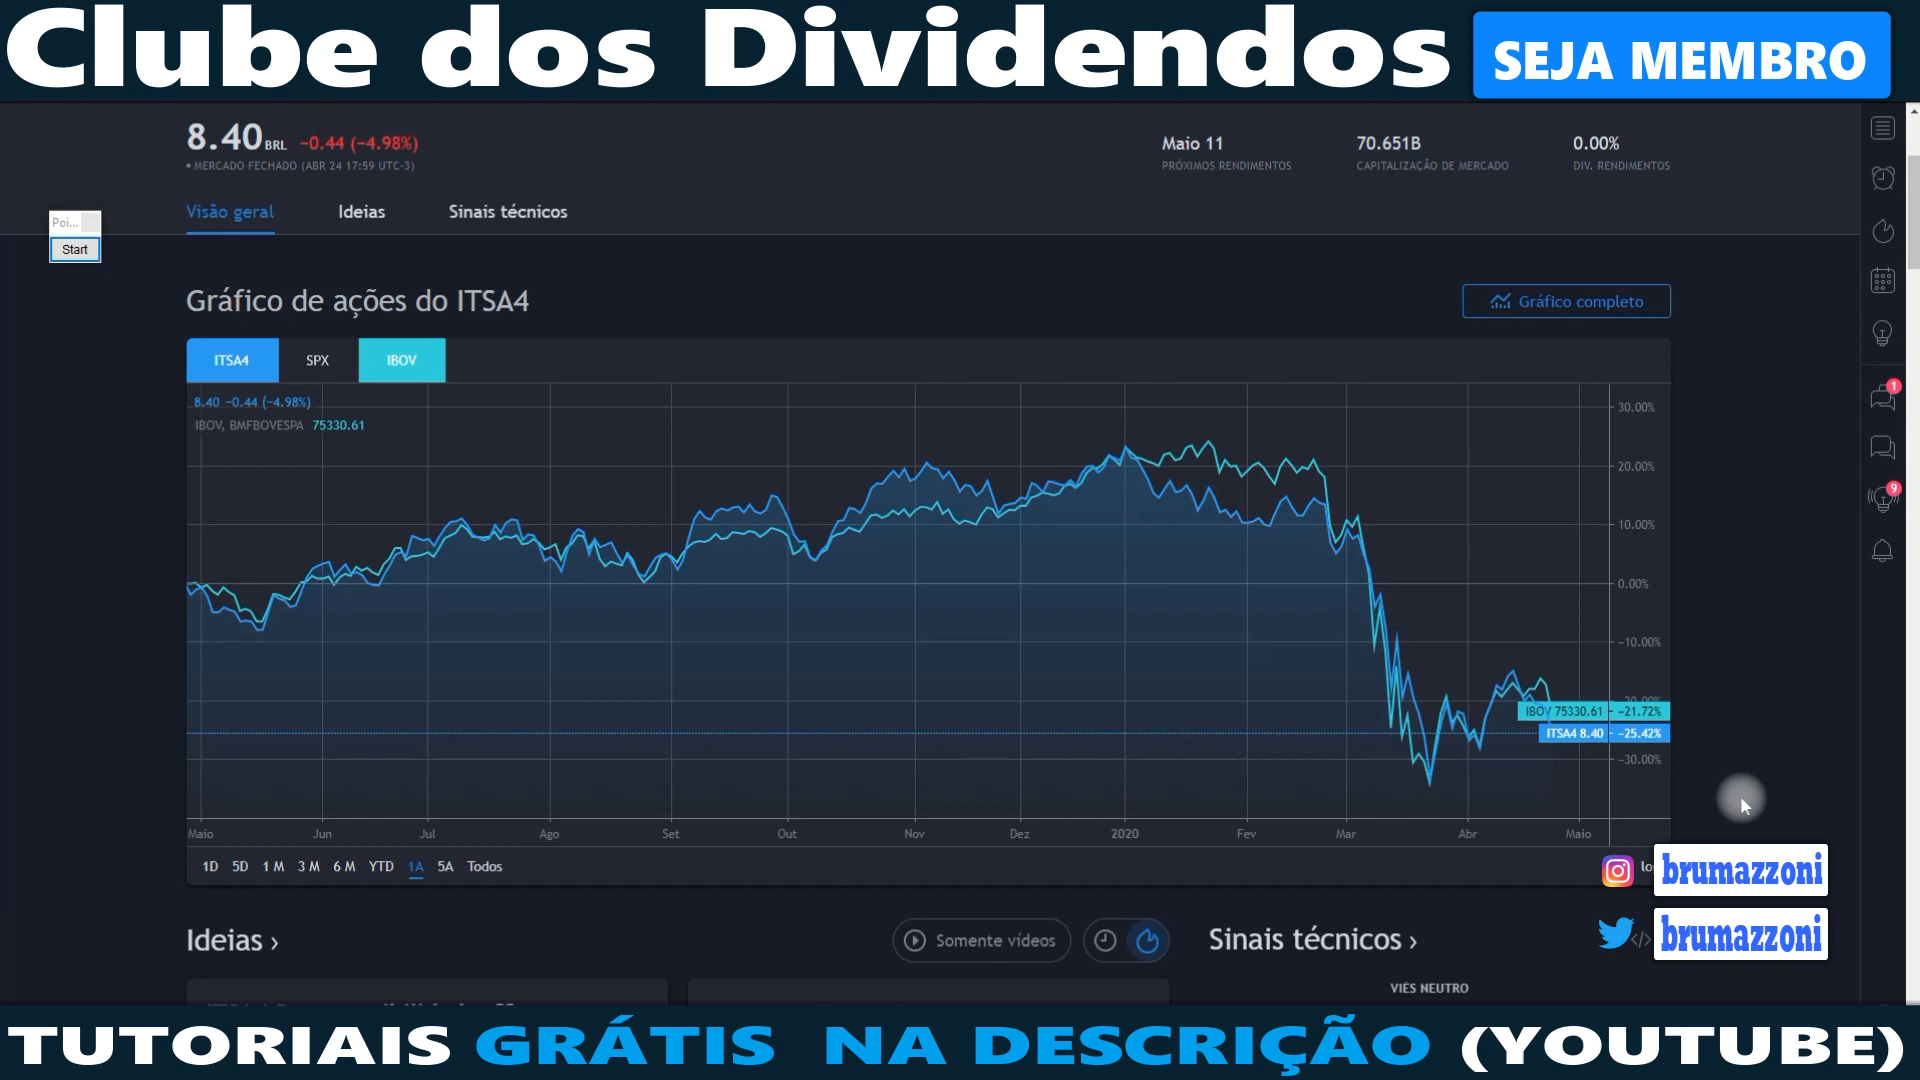 Clube dos Dividendos
SEJA MEMBRO
8.40 BRL −0.44 (−4.98%)
MERCADO FECHADO (ABR 24 17:59 UTC-3)
Maio 11
PRÓXIMOS RENDIMENTOS
70.651B
CAPITALIZAÇÃO DE MERCADO
0.00%
DIV. RENDIMENTOS
Visão geral
Ideias
Sinais técnicos
Poi...
Start
Gráfico de ações do ITSA4
Gráfico completo
ITSA4
SPX
IBOV
8.40 −0.44 (−4.98%)
IBOV, BMFBOVESPA 75330.61
30.00%
20.00%
10.00%
0.00%
−10.00%
−20.00%
IBOV 75330.61 −21.72%
ITSA4 8.40 −25.42%
−30.00%
Maio Jun Jul Ago Set Out Nov Dez 2020 Fev Mar Abr Maio
1D 5D 1 M 3 M 6 M YTD 1A 5A Todos
1
9
brumazzoni
brumazzoni
Ideias ›
Somente vídeos
Sinais técnicos ›
VIÉS NEUTRO
TUTORIAIS GRÁTIS NA DESCRIÇÃO (YOUTUBE)